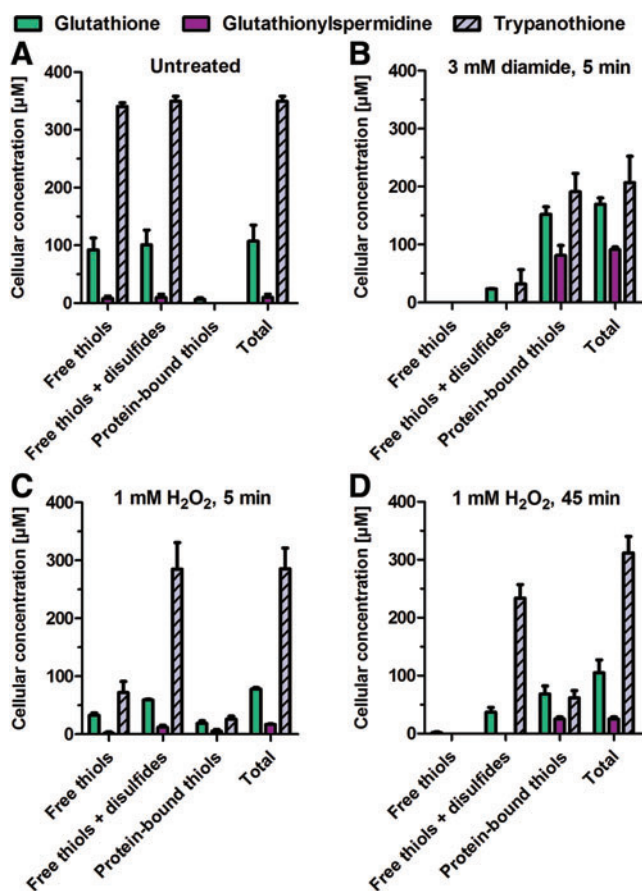 Glutathione Glutathionylspermidine Trypanothione
A
Untreated
Cellular concentration [µM]
400
300
200
100
0
Free thiols
Free thiols + disulfides
Protein-bound thiols
Total
B
3 mM diamide, 5 min
Cellular concentration [µM]
400
300
200
100
0
Free thiols
Free thiols + disulfides
Protein-bound thiols
Total
C
1 mM H₂O₂, 5 min
Cellular concentration [µM]
400
300
200
100
0
Free thiols
Free thiols + disulfides
Protein-bound thiols
Total
D
1 mM H₂O₂, 45 min
Cellular concentration [µM]
400
300
200
100
0
Free thiols
Free thiols + disulfides
Protein-bound thiols
Total